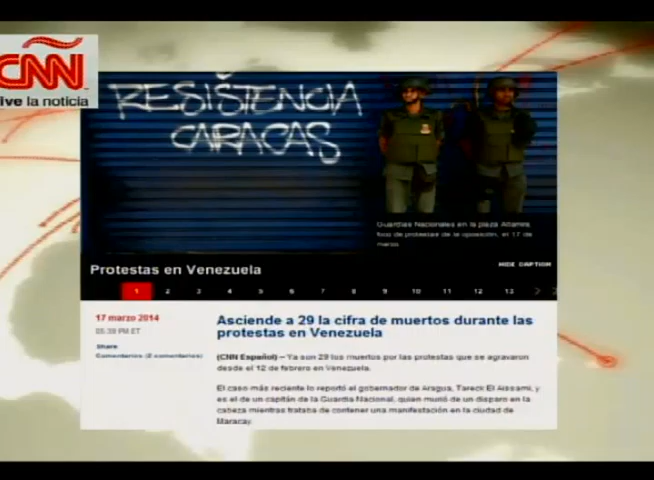 CNN
vive la noticia
RESISTENCIA
CARACAS
Guardias Nacionales en la plaza Altamira,
foco de protestas de la oposición, el 17 de
marzo
HIDE CAPTION
Protestas en Venezuela
1 2 3 4 5 6 7 8 9 10 11 12 13
17 marzo 2014
05:39 PM ET
Share
Comentarios (2 comentarios)
Asciende a 29 la cifra de muertos durante las
protestas en Venezuela
(CNN Español) – Ya son 29 los muertos por las protestas que se agravaron
desde el 12 de febrero en Venezuela.
El caso más reciente lo reportó el gobernador de Aragua, Tareck El Aissami, y
es el de un capitán de la Guardia Nacional, quien murió de un disparo en la
cabeza mientras trataba de contener una manifestación en la ciudad de
Maracay.